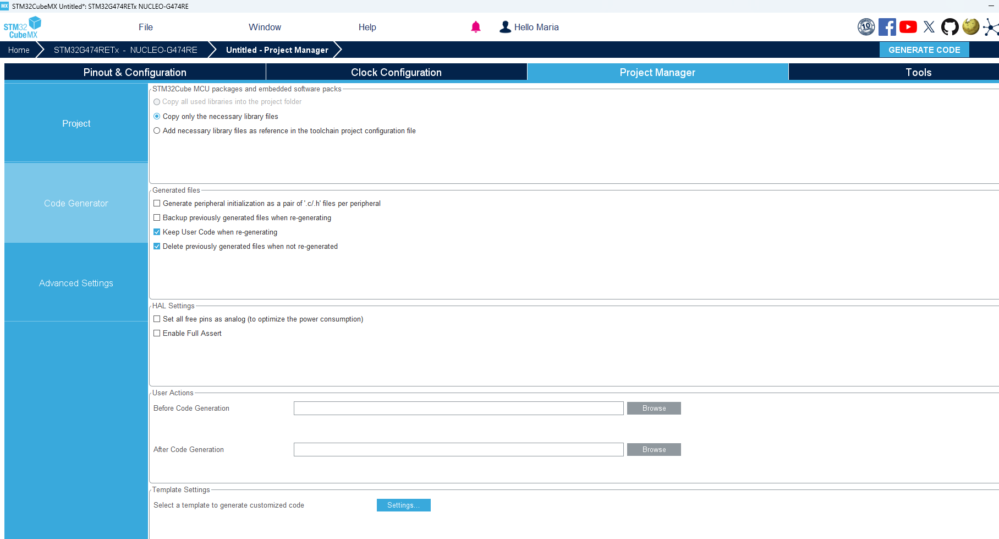 MX STM32CubeMX Untitled*: STM32G474RETx NUCLEO-G474RE
STM32 CubeMX
File Window Help Hello Maria
Home STM32G474RETx - NUCLEO-G474RE Untitled - Project Manager GENERATE CODE
Pinout & Configuration Clock Configuration Project Manager Tools
Project
Code Generator
Advanced Settings
STM32Cube MCU packages and embedded software packs
Copy all used libraries into the project folder
Copy only the necessary library files
Add necessary library files as reference in the toolchain project configuration file
Generated files
Generate peripheral initialization as a pair of '.c/.h' files per peripheral
Backup previously generated files when re-generating
Keep User Code when re-generating
Delete previously generated files when not re-generated
HAL Settings
Set all free pins as analog (to optimize the power consumption)
Enable Full Assert
User Actions
Before Code Generation Browse
After Code Generation Browse
Template Settings
Select a template to generate customized code Settings...